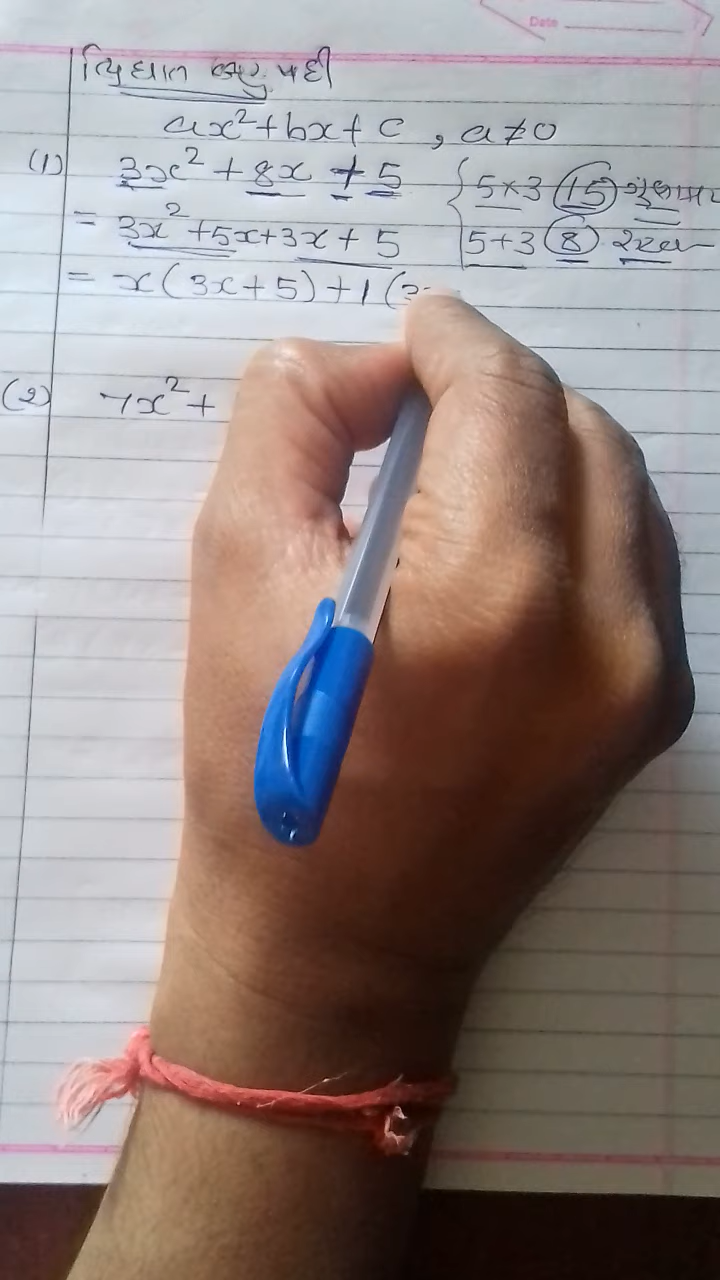 Date
દ્વિઘાત બહુપદી
ax²+bx+c , a≠0
(1) 3x² + 8x + 5 { 5×3 (15) ગુણાકાર
= 3x² +5x+3x + 5 5+3 (8)
= x(3x+5)+1(3
(2) 7x²+